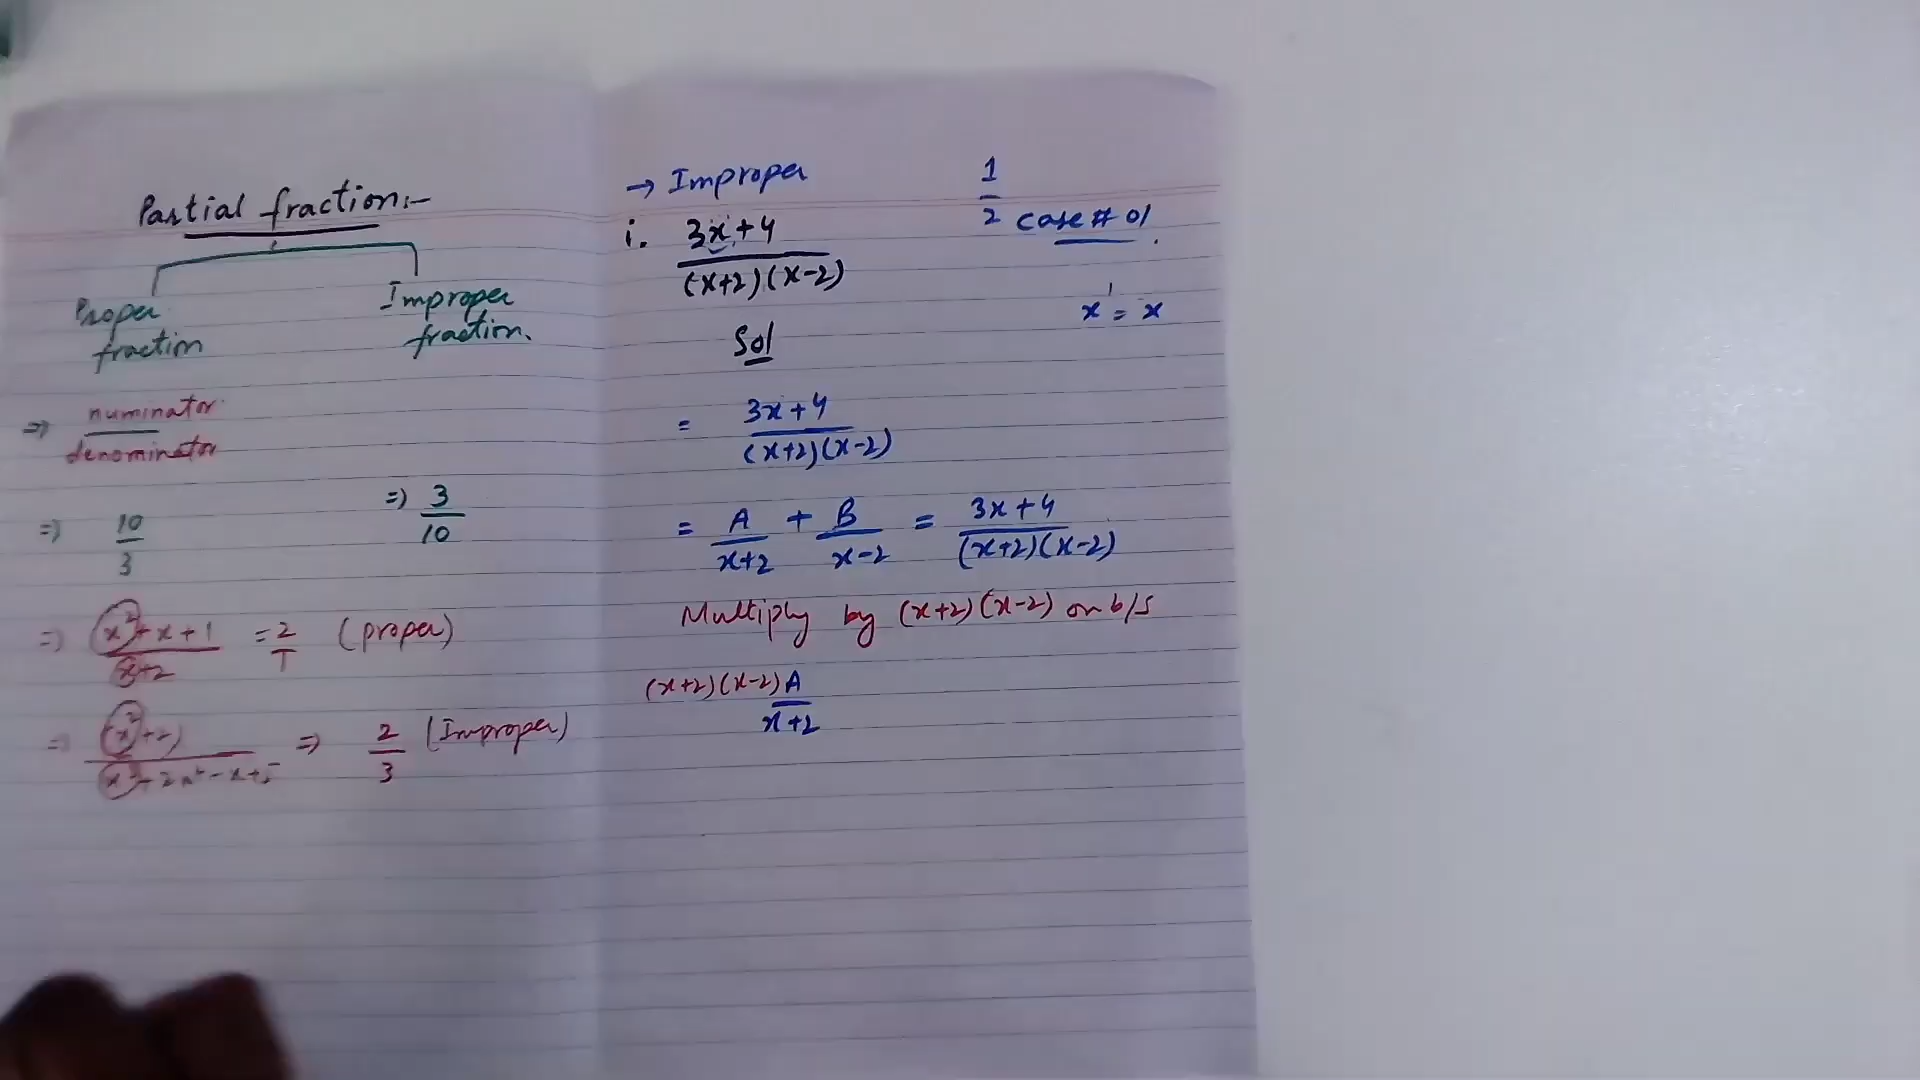 Partial fraction:-
Proper fraction
Improper fraction.
⇒ numinator / denominator
⇒ 10/3
⇒ 3/10
⇒ x²+x+1 / x+2 = 2/1 (proper)
⇒ (x²+2) / x³+2x²-x+5 ⇒ 2/3 (Improper)
→ Improper
1/2
case # 01.
i. 3x+4 / (x+2)(x-2)
x¹ = x
Sol
= 3x+4 / (x+2)(x-2)
= A/x+2 + B/x-2 = 3x+4 / (x+2)(x-2)
Multiply by (x+2)(x-2) on b/s
(x+2)(x-2)A / x+2